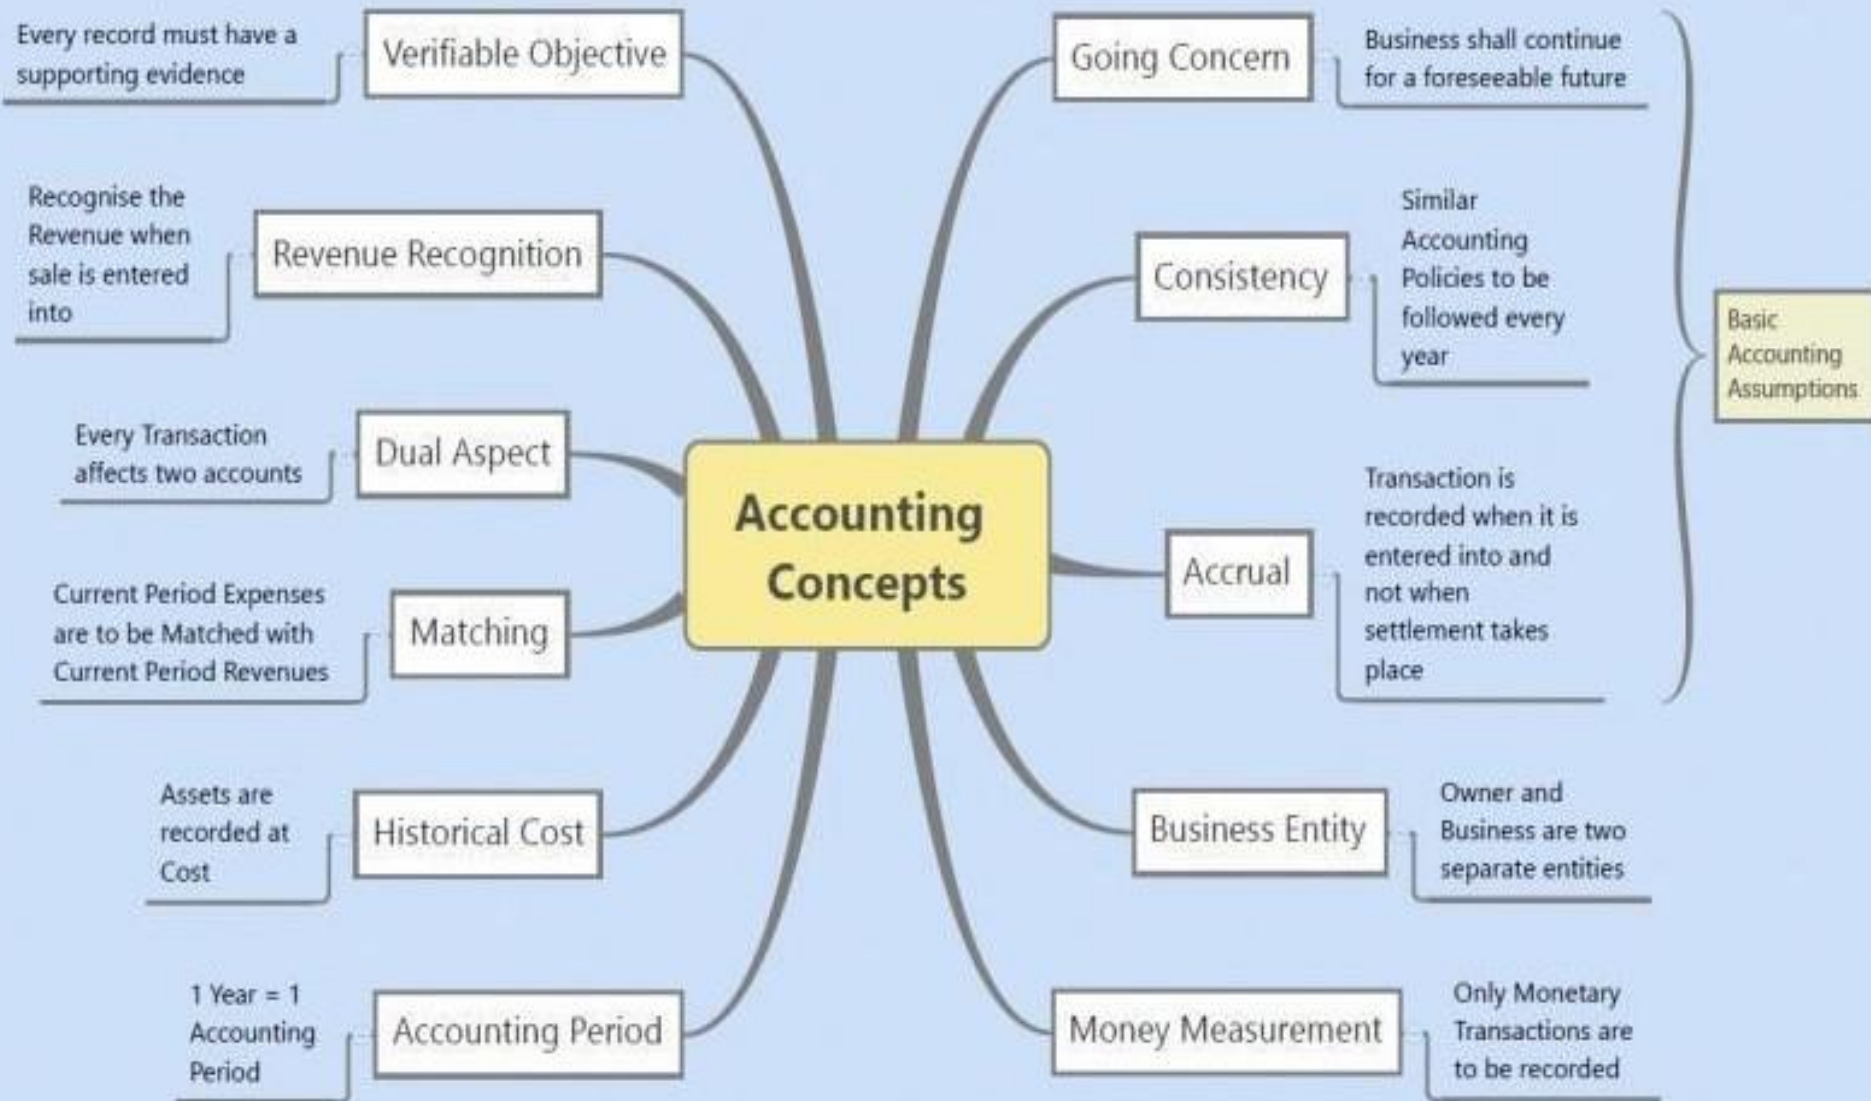 Accounting
Concepts
Going Concern
Business shall continue
for a foreseeable future
Consistency
Similar
Accounting
Policies to be
followed every
year
Accrual
Transaction is
recorded when it is
entered into and
not when
settlement takes
place
Basic
Accounting
Assumptions
Business Entity
Owner and
Business are two
separate entities
Money Measurement
Only Monetary
Transactions are
to be recorded
Verifiable Objective
Every record must have a
supporting evidence
Revenue Recognition
Recognise the
Revenue when
sale is entered
into
Dual Aspect
Every Transaction
affects two accounts
Matching
Current Period Expenses
are to be Matched with
Current Period Revenues
Historical Cost
Assets are
recorded at
Cost
Accounting Period
1 Year = 1
Accounting
Period